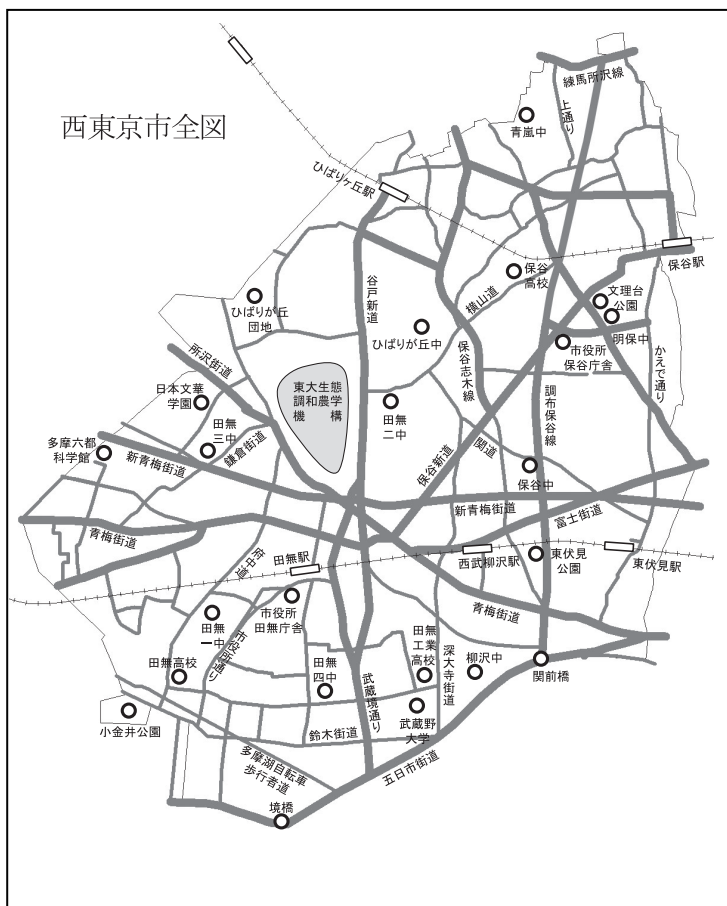 西東京市全図
練馬所沢線
上通り
青嵐中
ひばりヶ丘駅
保谷駅
保谷
高校
文理台
公園
明保中
横山道
谷戸新道
ひばりが丘
団地
ひばりが丘中
市役所
保谷庁舎
かえで通り
保谷志木線
調布保谷線
所沢街道
東大生態
調和農学
機構
日本文華
学園
田無
二中
田無
三中
鎌倉街道
多摩六都
科学館
新青梅街道
保谷新道
関道
保谷中
新青梅街道
富士街道
青梅街道
府中道
田無駅
西武柳沢駅
東伏見
公園
東伏見駅
青梅街道
市役所
田無庁舎
田無
一中
市役所通り
田無高校
田無
四中
田無
工業
高校
深大寺街道
柳沢中
関前橋
武蔵境通り
武蔵野
大学
小金井公園
鈴木街道
多摩湖自転車
歩行者道
五日市街道
境橋